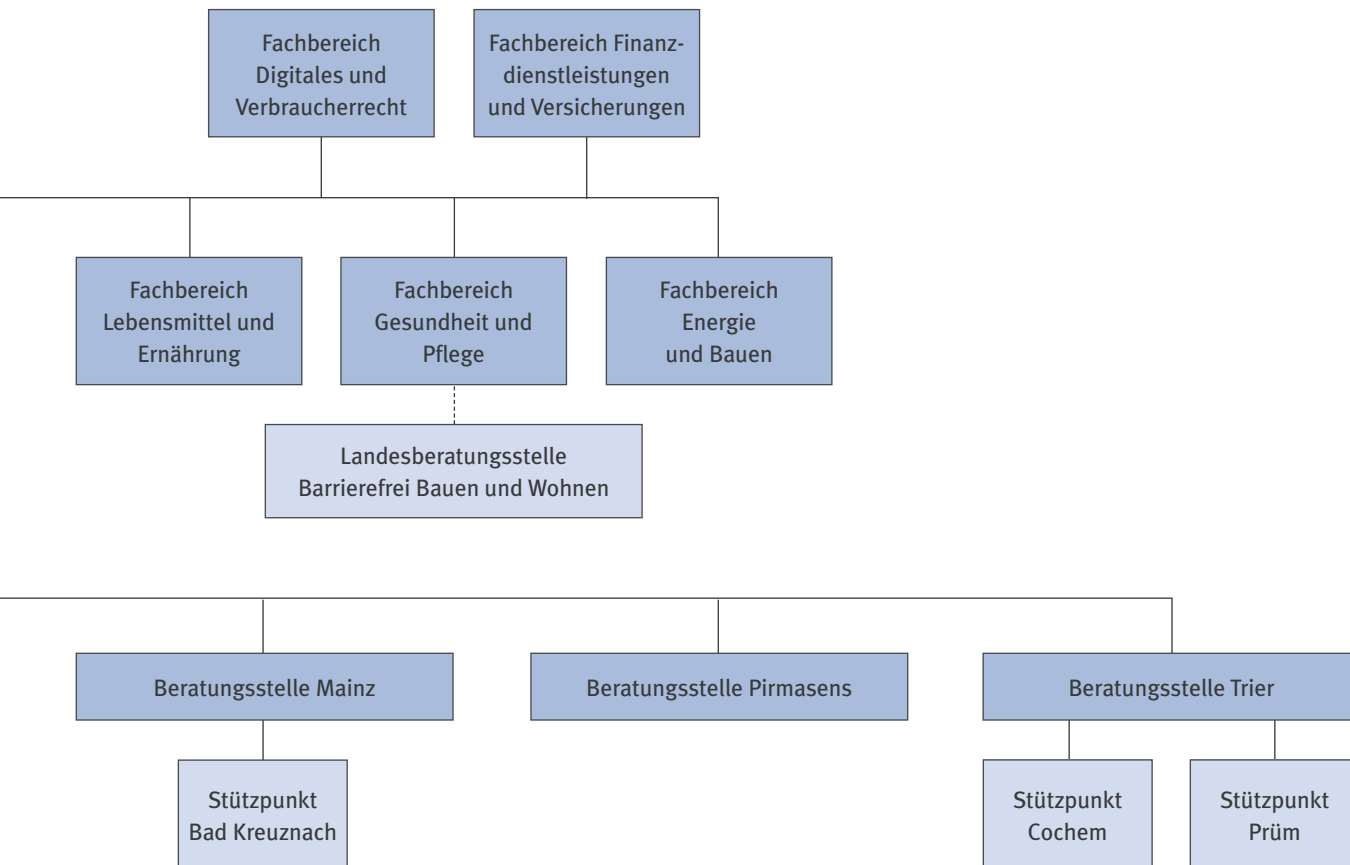 Fachbereich
Digitales und
Verbraucherrecht
Fachbereich Finanz-
dienstleistungen
und Versicherungen
Fachbereich
Lebensmittel und
Ernährung
Fachbereich
Gesundheit und
Pflege
Fachbereich
Energie
und Bauen
Landesberatungsstelle
Barrierefrei Bauen und Wohnen
Beratungsstelle Mainz
Beratungsstelle Pirmasens
Beratungsstelle Trier
Stützpunkt
Bad Kreuznach
Stützpunkt
Cochem
Stützpunkt
Prüm